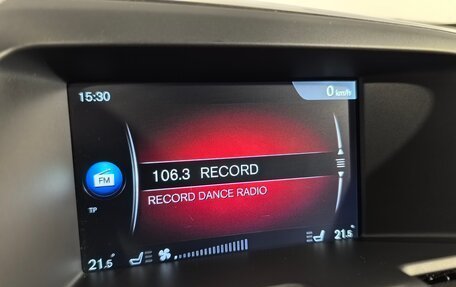 15:30
0 km/h
106.3 RECORD
FM
RECORD DANCE RADIO
TP
21.5
21.5